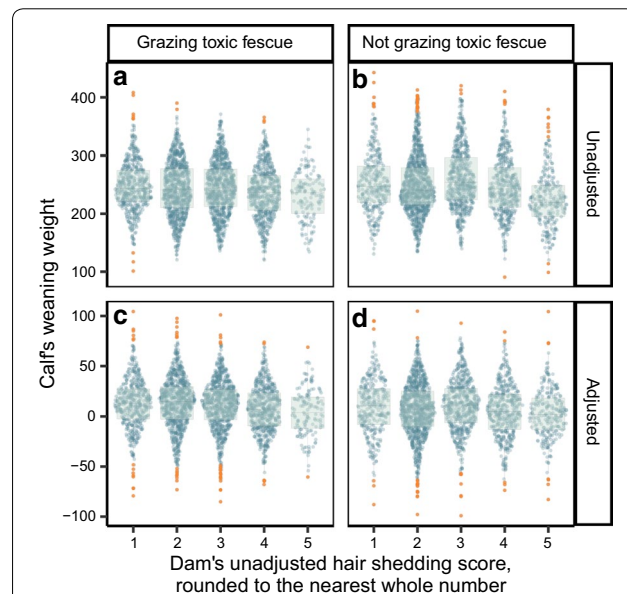 Grazing toxic fescue
Not grazing toxic fescue
a
b
400
300
200
100
Unadjusted
Calf's weaning weight
c
d
100
50
0
−50
−100
Adjusted
1 2 3 4 5
1 2 3 4 5
Dam's unadjusted hair shedding score,
rounded to the nearest whole number